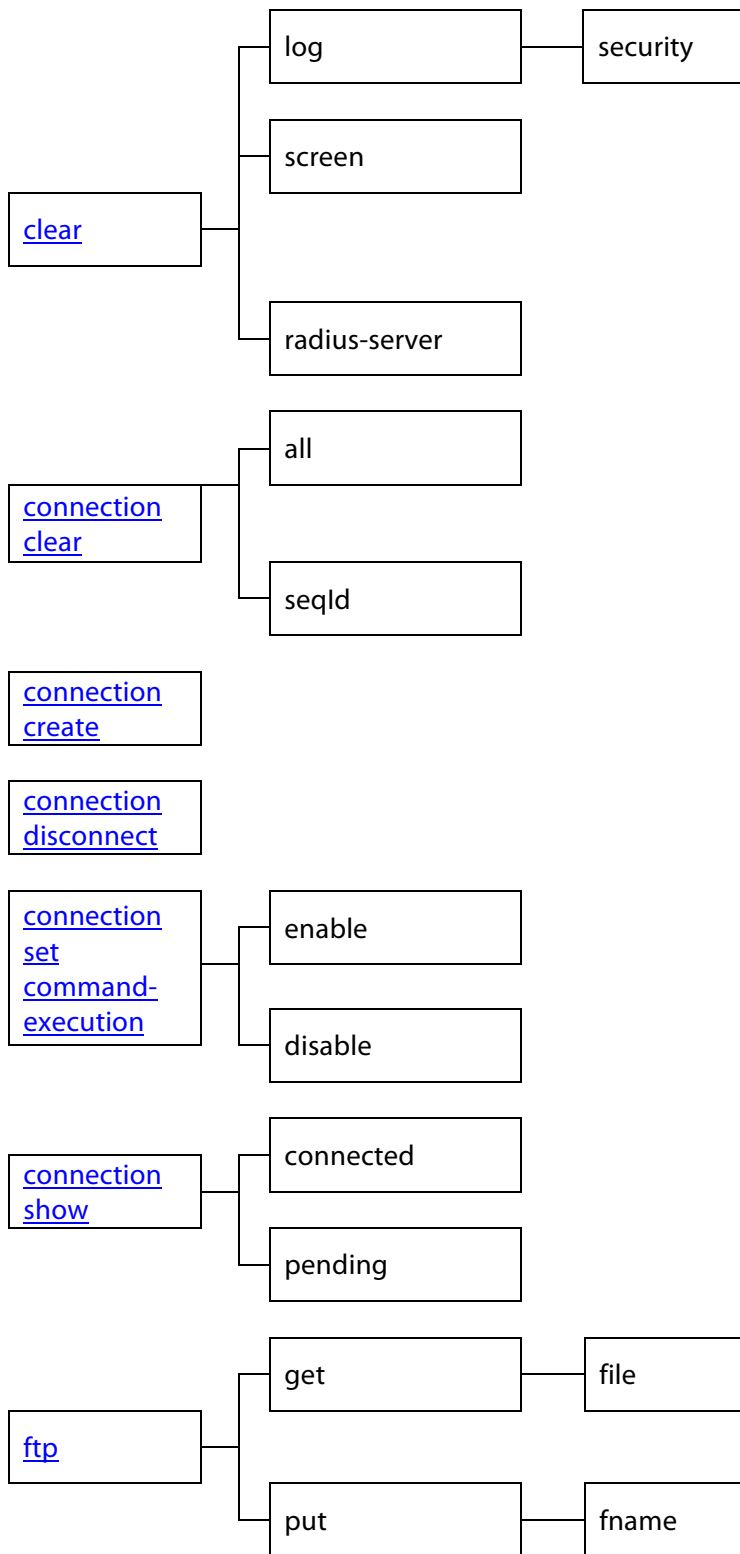 log
security
screen
clear
radius-server
all
connection
clear
seqId
connection
create
connection
disconnect
connection
set
command-
execution
enable
disable
connection
show
connected
pending
get
file
ftp
put
fname